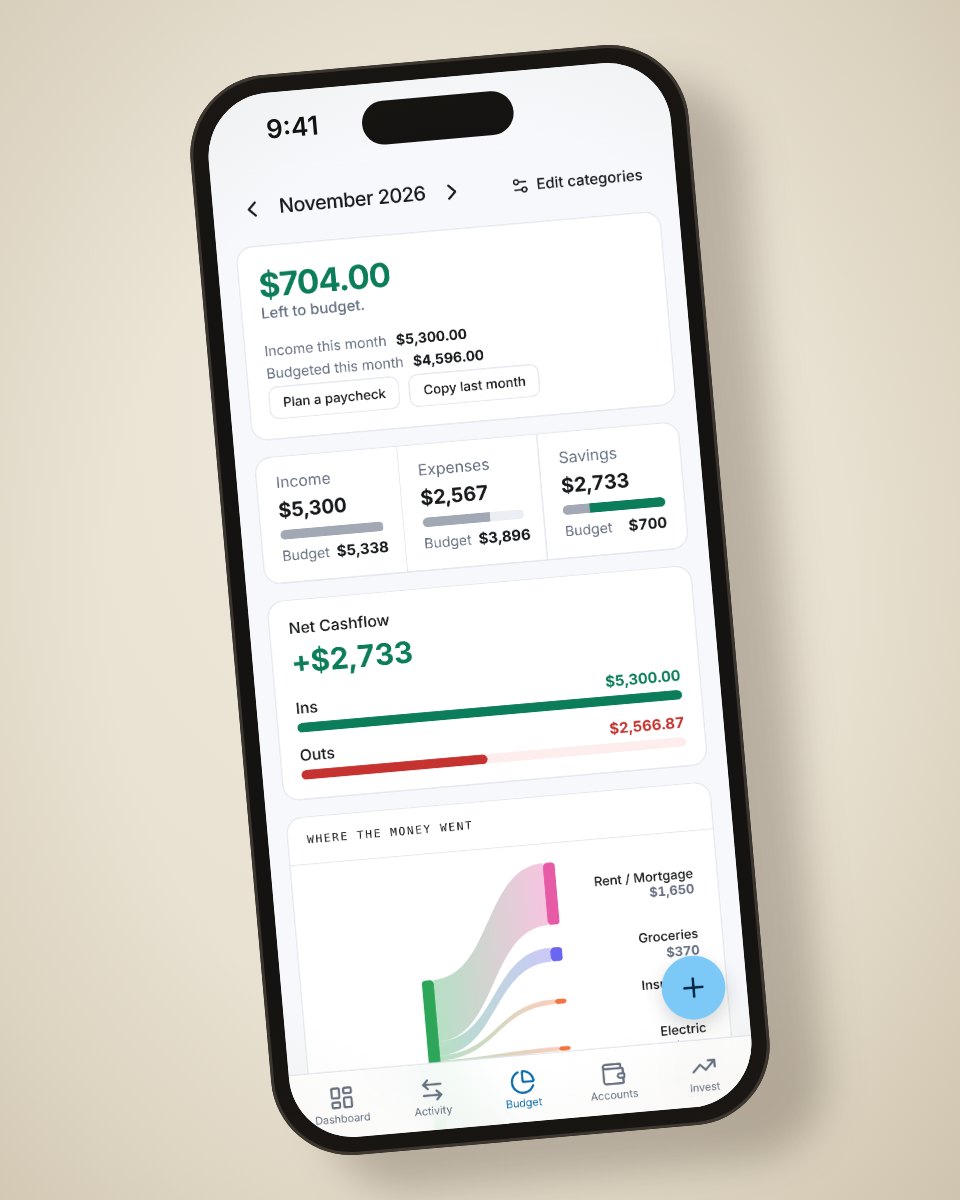 9:41
November 2026
Edit categories
$704.00
Left to budget.
Income this month $5,300.00
Budgeted this month $4,596.00
Plan a paycheck
Copy last month
Income
$5,300
Budget $5,338
Expenses
$2,567
Budget $3,896
Savings
$2,733
Budget $700
Net Cashflow
+$2,733
Ins $5,300.00
Outs $2,566.87
WHERE THE MONEY WENT
Rent / Mortgage
$1,650
Groceries
$370
Electric
Dashboard
Activity
Budget
Accounts
Invest